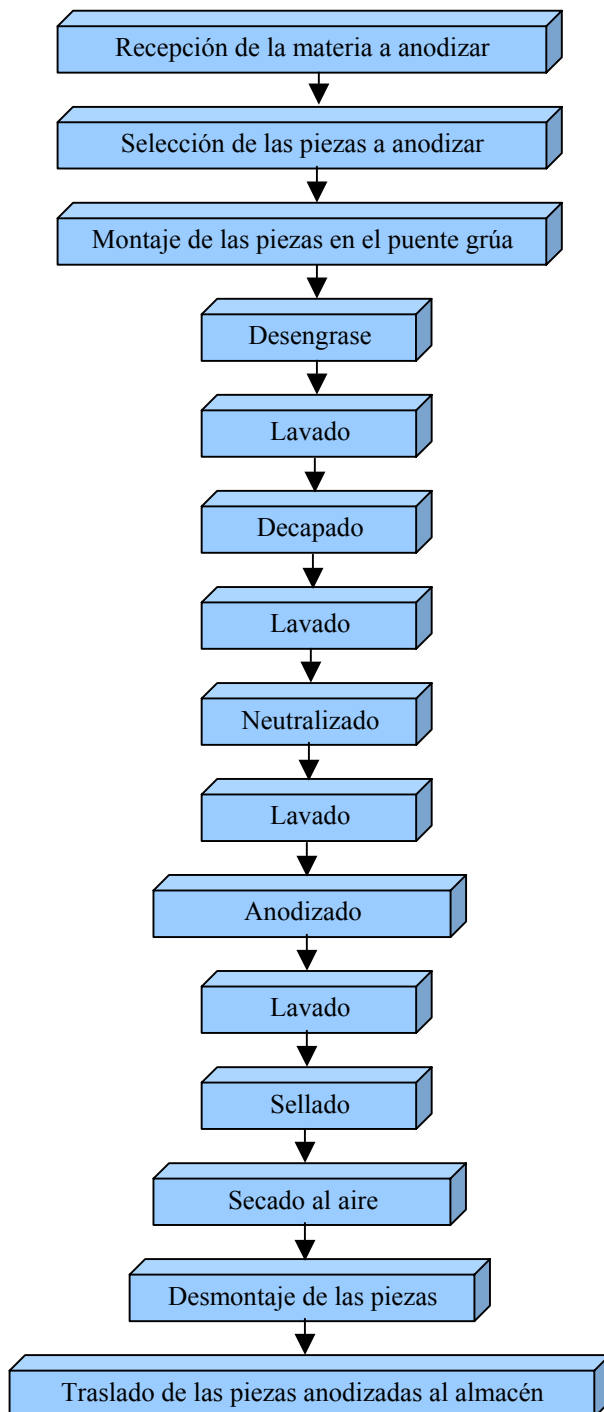 Recepción de la materia a anodizar
Selección de las piezas a anodizar
Montaje de las piezas en el puente grúa
Desengrase
Lavado
Decapado
Lavado
Neutralizado
Lavado
Anodizado
Lavado
Sellado
Secado al aire
Desmontaje de las piezas
Traslado de las piezas anodizadas al almacén